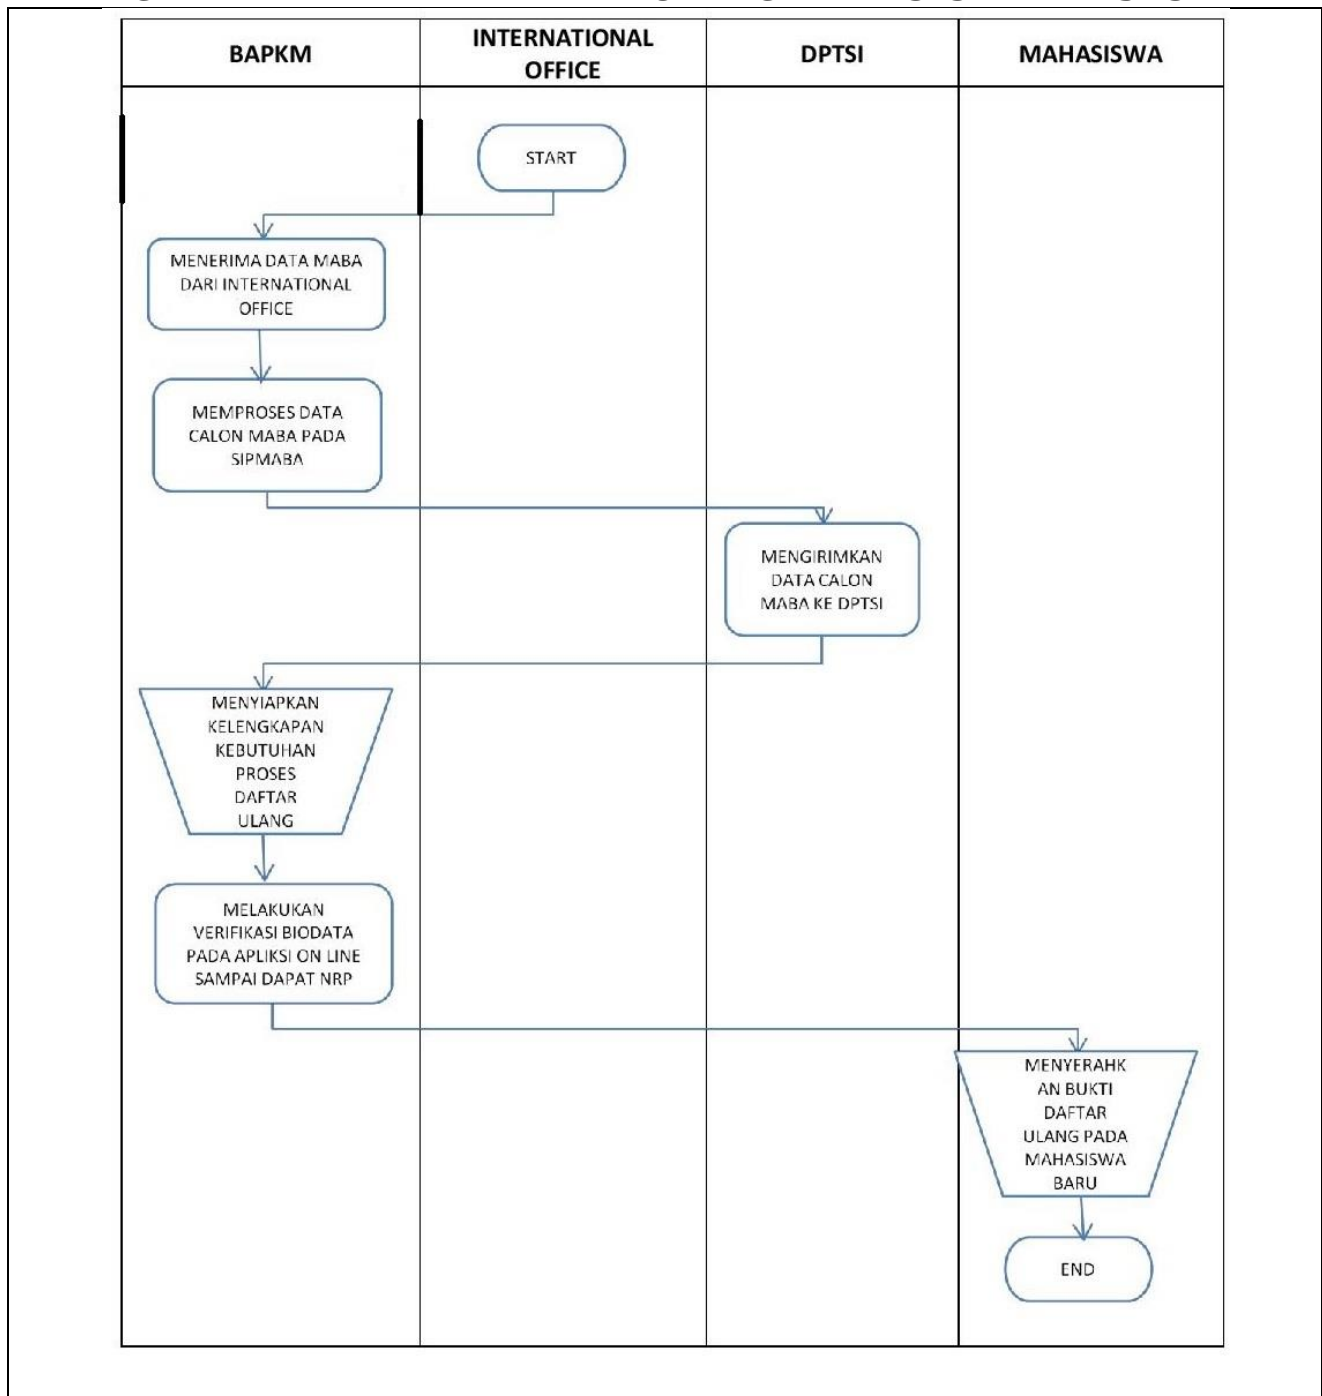 BAPKM
INTERNATIONAL
OFFICE
DPTSI
MAHASISWA
START
MENERIMA DATA MABA
DARI INTERNATIONAL
OFFICE
MEMPROSES DATA
CALON MABA PADA
SIPMABA
MENGIRIMKAN
DATA CALON
MABA KE DPTSI
MENYIAPKAN
KELENGKAPAN
KEBUTUHAN
PROSES
DAFTAR
ULANG
MELAKUKAN
VERIFIKASI BIODATA
PADA APLIKSI ON LINE
SAMPAI DAPAT NRP
MENYERAHK
AN BUKTI
DAFTAR
ULANG PADA
MAHASISWA
BARU
END